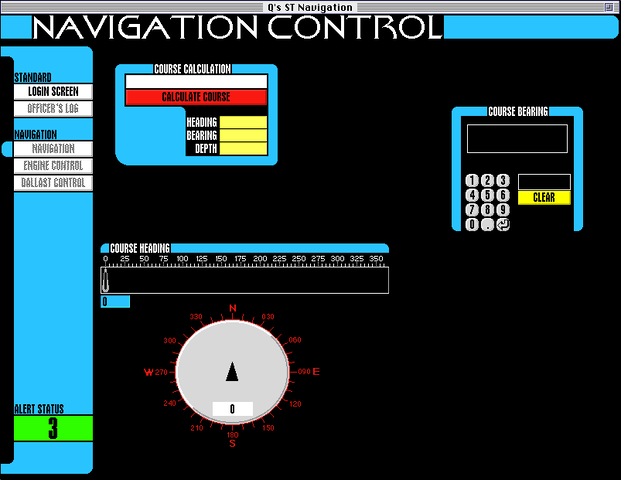 Q's ST Navigation
NAVIGATION CONTROL
STANDARD
LOGIN SCREEN
OFFICER'S LOG
NAVIGATION
NAVIGATION
ENGINE CONTROL
DALLAST CONTROL
ALERT STATUS
3
COURSE CALCULATION
CALCULATE COURSE
HEADING
BEARING
DEPTH
COURSE BEARING
1 2 3
4 5 6
7 8 9
0 .
CLEAR
COURSE HEADING
0 25 50 75 100 125 150 175 200 225 250 275 300 325 350
0
N
330 030
300 060
W 270 090 E
240 120
0
210 150
180
S